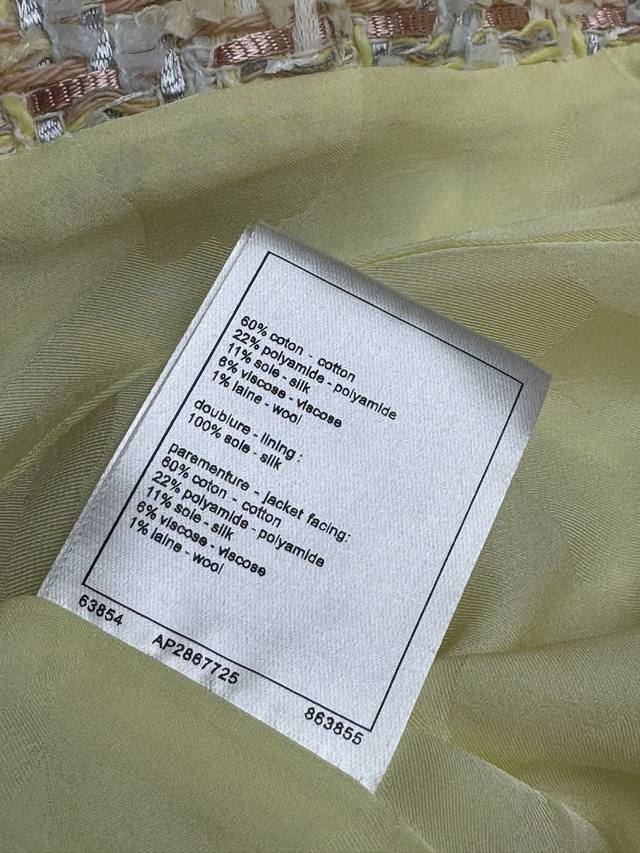 60% coton - cotton
22% polyamide - polyamide
11% soie - silk
6% viscose - viscose
1% laine - wool
doublure - lining :
100% soie - silk
parementure - jacket facing:
60% coton - cotton
22% polyamide - polyamide
11% soie - silk
6% viscose - viscose
1% laine - wool
63854 AP2867725 863855